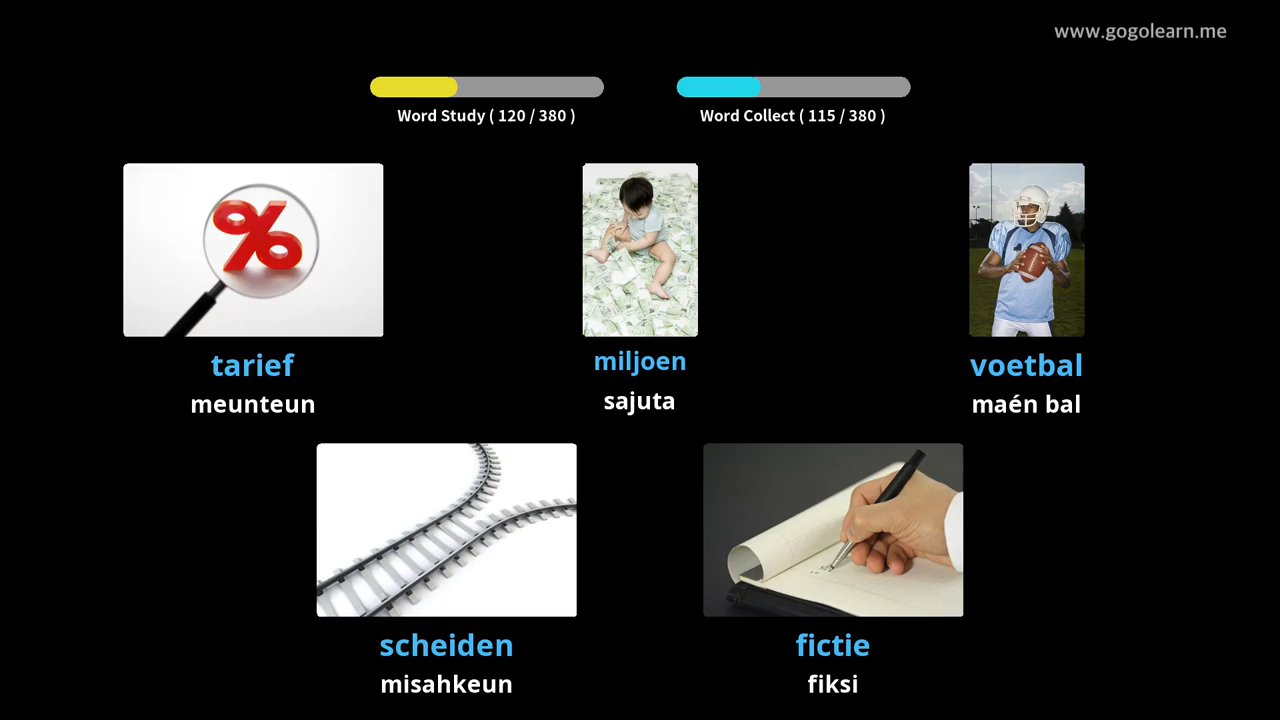 www.gogolearn.me
Word Study ( 120 / 380 )
Word Collect ( 115 / 380 )
tarief
meunteun
miljoen
sajuta
voetbal
maén bal
scheiden
misahkeun
fictie
fiksi